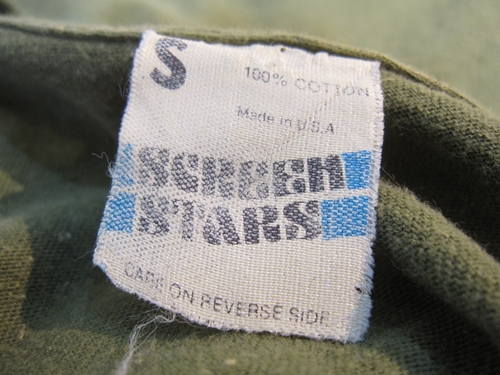 S
100% COTTON
Made in U.S.A
SCREEN
STARS
CARE ON REVERSE SIDE